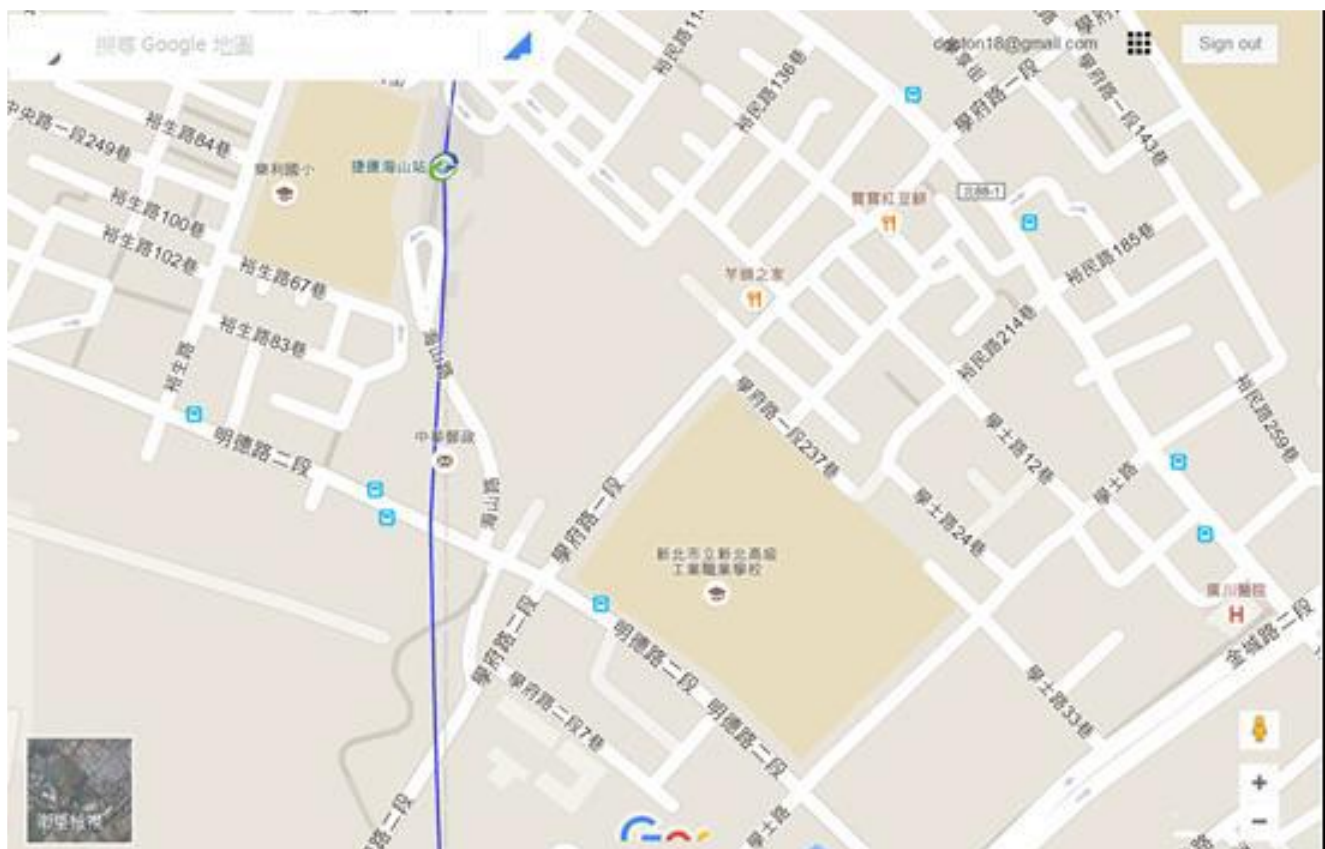 搜尋 Google 地圖
Sign out
裕民路136巷
學府路一段
學府路一段143巷
中央路一段249巷
裕生路84巷
樂利國小
捷運海山站
裕生路100巷
裕生路102巷
裕生路67巷
裕生路83巷
裕生路
海山路
寶寶紅豆餅
芋頭之家
裕民路185巷
裕民路214巷
裕民路259巷
學府路一段237巷
學士路12巷
學士路
學士路24巷
中華郵政
明德路二段
海山路
學府路二段
新北市立新北高級
工業職業學校
廣川醫院
金城路二段
明德路二段
明德路二段
學府路二段
學府路二段7巷
學士路33巷
學士路
路二段
衛星檢視